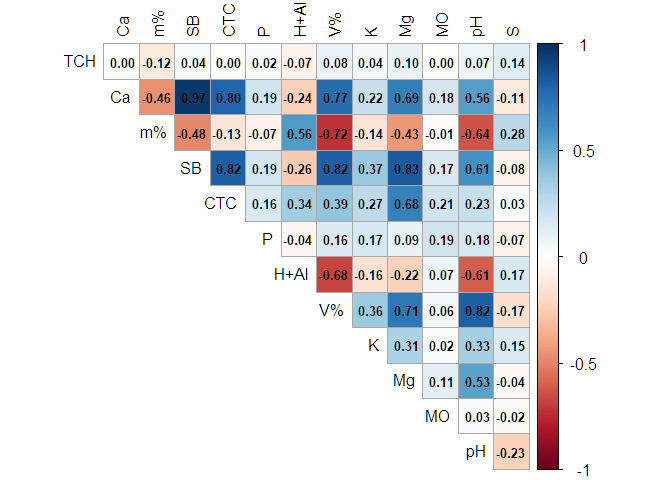 Ca m% SB CTC P H+Al V% K Mg MO pH S
TCH 0.00 -0.12 0.04 0.00 0.02 -0.07 0.08 0.04 0.10 0.00 0.07 0.14
Ca -0.46 0.97 0.80 0.19 -0.24 0.77 0.22 0.69 0.18 0.56 -0.11
m% -0.48 -0.13 -0.07 0.56 -0.72 -0.14 -0.43 -0.01 -0.64 0.28
SB 0.82 0.19 -0.26 0.82 0.37 0.83 0.17 0.61 -0.08
CTC 0.16 0.34 0.39 0.27 0.68 0.21 0.23 0.03
P -0.04 0.16 0.17 0.09 0.19 0.18 -0.07
H+Al -0.68 -0.16 -0.22 0.07 -0.61 0.17
V% 0.36 0.71 0.06 0.82 -0.17
K 0.31 0.02 0.33 0.15
Mg 0.11 0.53 -0.04
MO 0.03 -0.02
pH -0.23
1
0.5
0
-0.5
-1